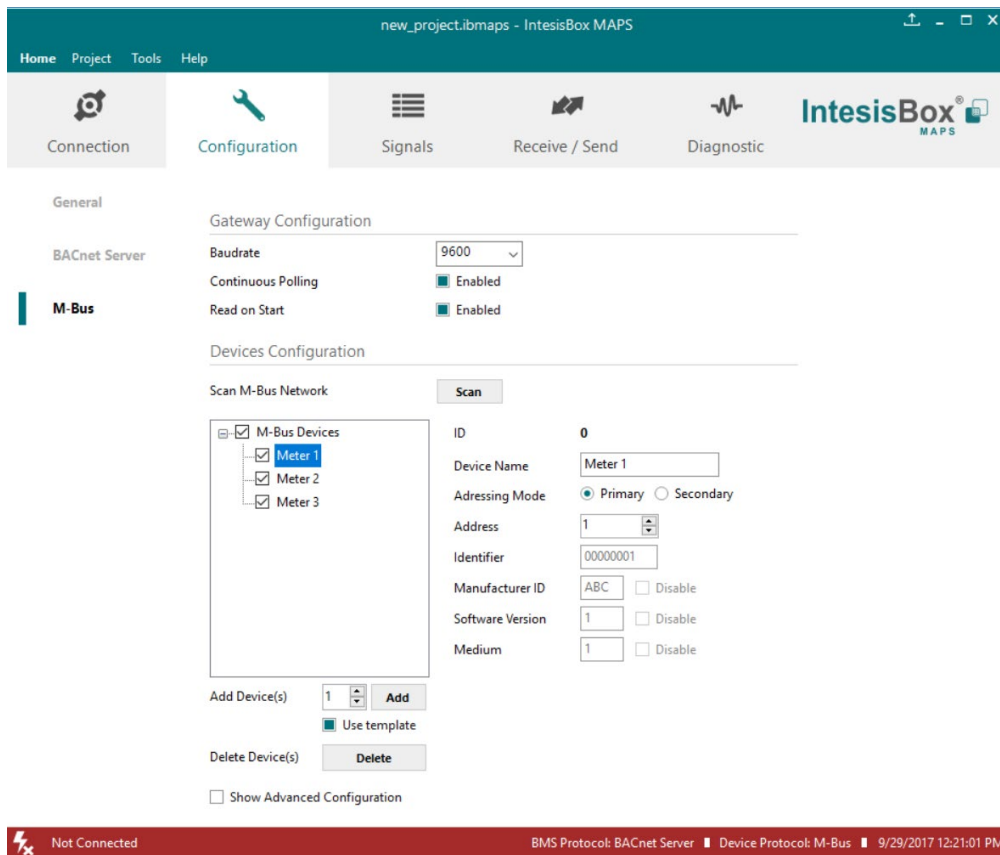 new_project.ibmaps - IntesisBox MAPS
Home Project Tools Help
Connection Configuration Signals Receive / Send Diagnostic IntesisBox® MAPS
General
Gateway Configuration
BACnet Server
Baudrate 9600
Continuous Polling Enabled
M-Bus
Read on Start Enabled
Devices Configuration
Scan M-Bus Network Scan
M-Bus Devices
Meter 1
Meter 2
Meter 3
ID 0
Device Name Meter 1
Adressing Mode Primary Secondary
Address 1
Identifier 00000001
Manufacturer ID ABC Disable
Software Version 1 Disable
Medium 1 Disable
Add Device(s) 1 Add
Use template
Delete Device(s) Delete
Show Advanced Configuration
Not Connected BMS Protocol: BACnet Server Device Protocol: M-Bus 9/29/2017 12:21:01 PM